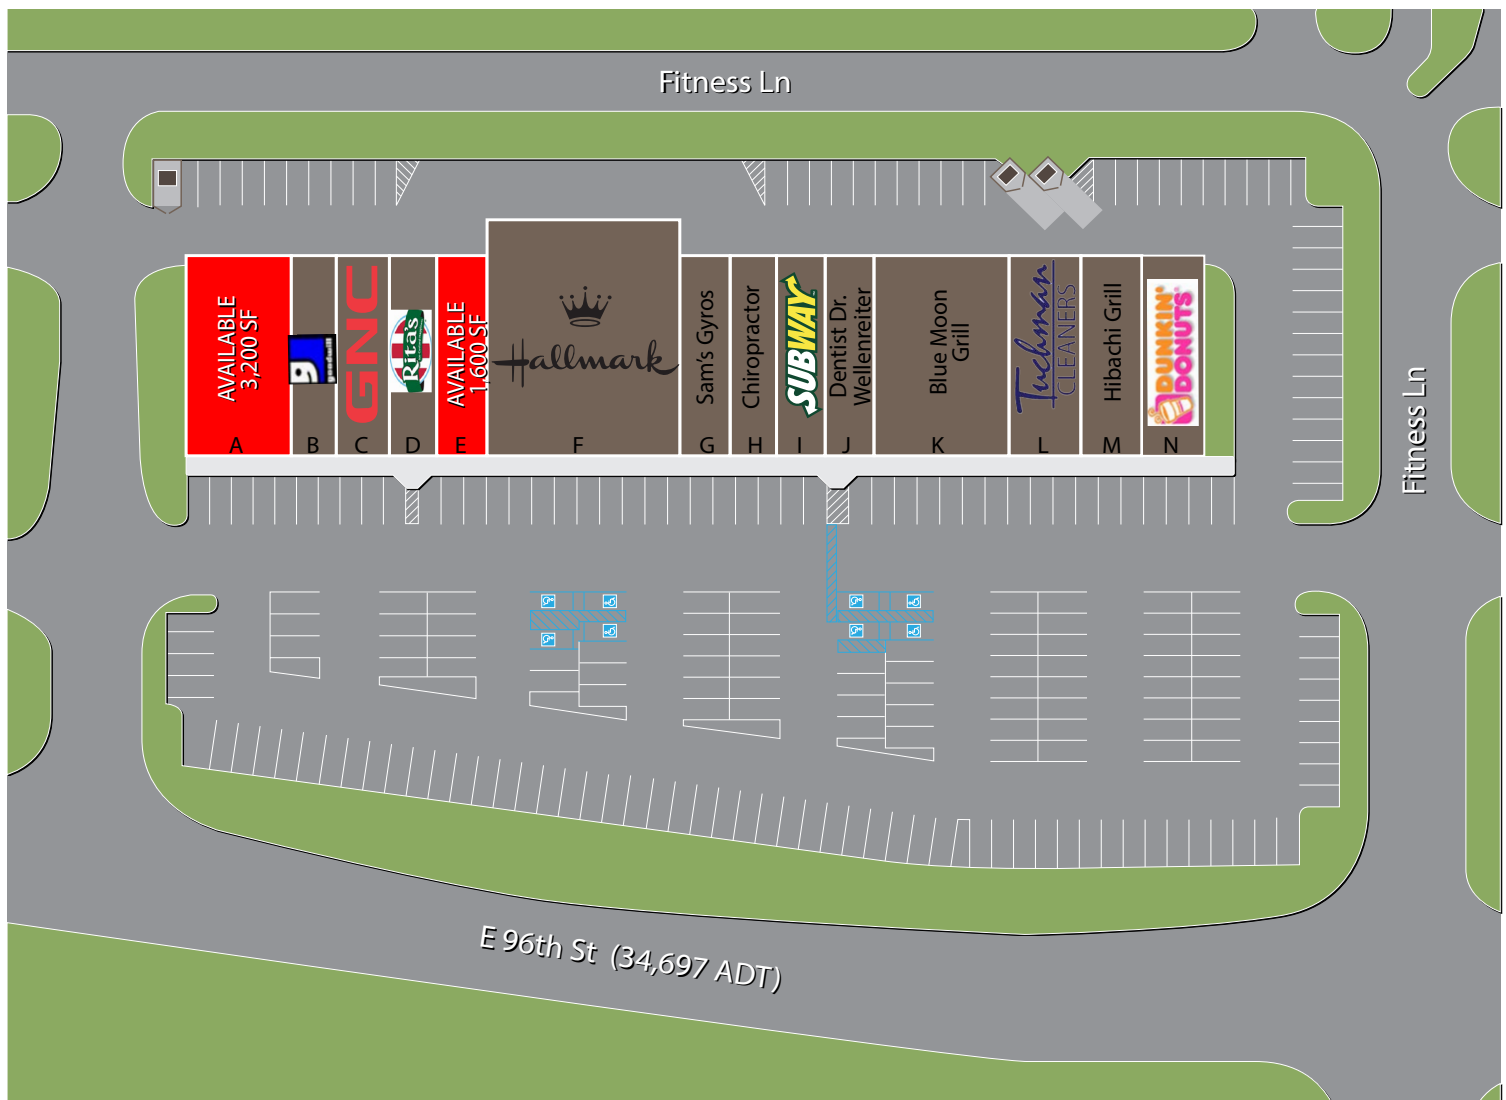 Fitness Ln
AVAILABLE
3,200 SF
A
goodwill
B
GNC
C
Rita's
D
AVAILABLE
1,600 SF
E
Hallmark
F
Sam's Gyros
G
Chiropractor
H
SUBWAY
I
Dentist Dr.
Wellenreiter
J
Blue Moon
Grill
K
Tuchman
CLEANERS
L
Hibachi Grill
M
DUNKIN'
DONUTS
N
Fitness Ln
E 96th St (34,697 ADT)